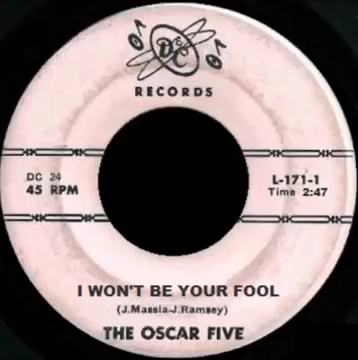 D&C
RECORDS
DC 24
45 RPM
L-171-1
Time 2:47
I WON'T BE YOUR FOOL
(J.Massia-J.Ramsey)
THE OSCAR FIVE